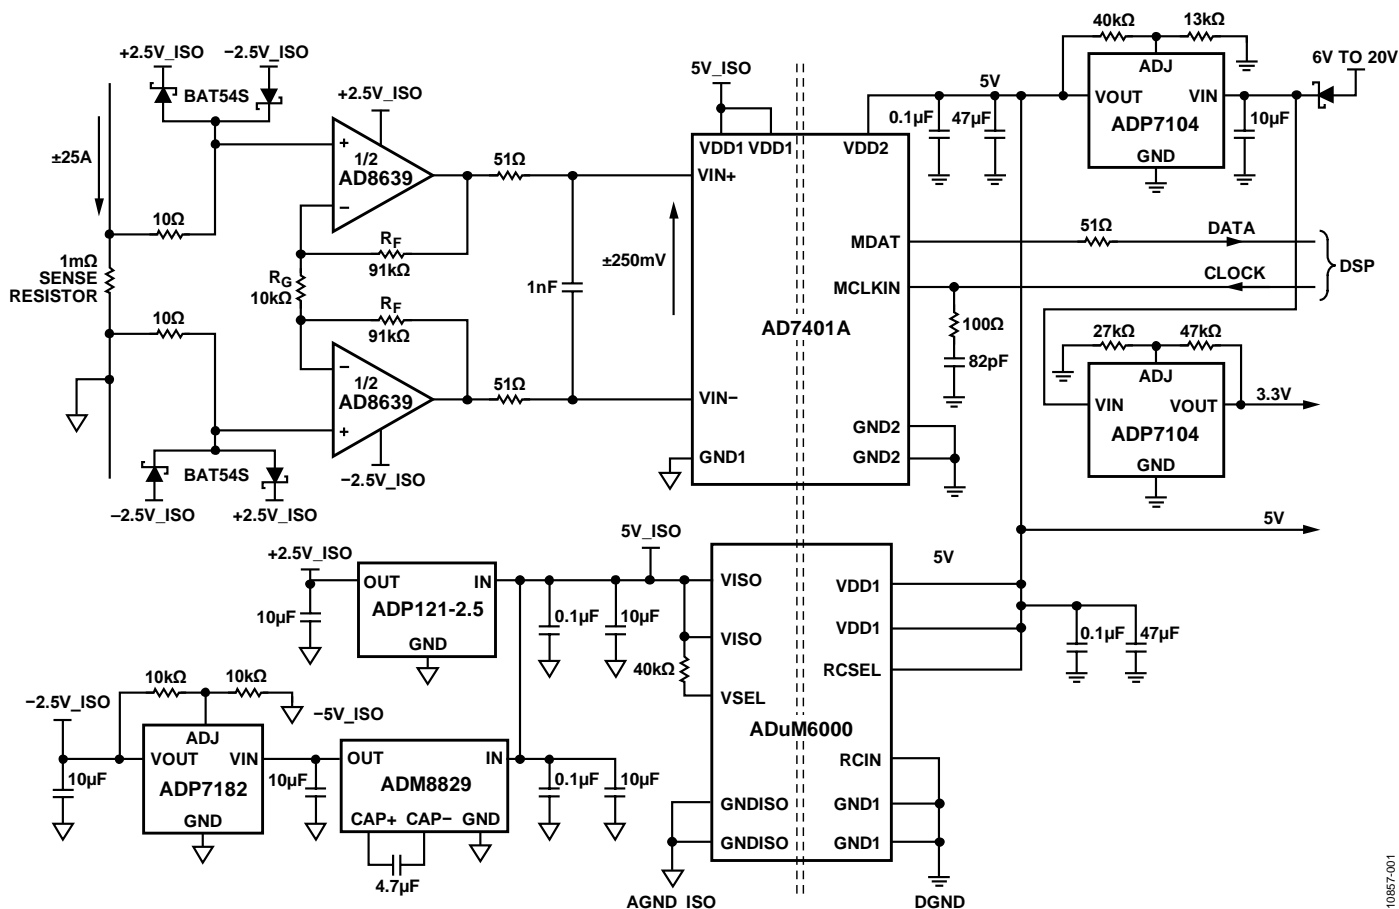 +2.5V_ISO
−2.5V_ISO
BAT54S
±25A
10Ω
1mΩ
SENSE
RESISTOR
10Ω
BAT54S
−2.5V_ISO
+2.5V_ISO
+2.5V_ISO
+
1/2
AD8639
−
RF
91kΩ
RG
10kΩ
RF
91kΩ
−
1/2
AD8639
+
−2.5V_ISO
51Ω
1nF
51Ω
±250mV
5V_ISO
VDD1 VDD1
VDD2
VIN+
MDAT
MCLKIN
AD7401A
VIN−
GND2
GND2
GND1
5V
0.1µF
47µF
40kΩ
13kΩ
ADJ
VOUT
VIN
ADP7104
GND
10µF
6V TO 20V
51Ω
DATA
CLOCK
DSP
100Ω
82pF
27kΩ
47kΩ
ADJ
VIN
VOUT
ADP7104
GND
3.3V
5V
+2.5V_ISO
10µF
OUT
IN
ADP121-2.5
GND
0.1µF
10µF
5V_ISO
40kΩ
VISO
VISO
VSEL
5V
VDD1
VDD1
RCSEL
ADuM6000
RCIN
GNDISO
GND1
GNDISO
GND1
AGND_ISO
DGND
0.1µF
47µF
−2.5V_ISO
10µF
10kΩ
10kΩ
ADJ
VOUT
VIN
ADP7182
GND
−5V_ISO
10µF
OUT
IN
ADM8829
CAP+
CAP−
GND
4.7µF
0.1µF
10µF
10857-001